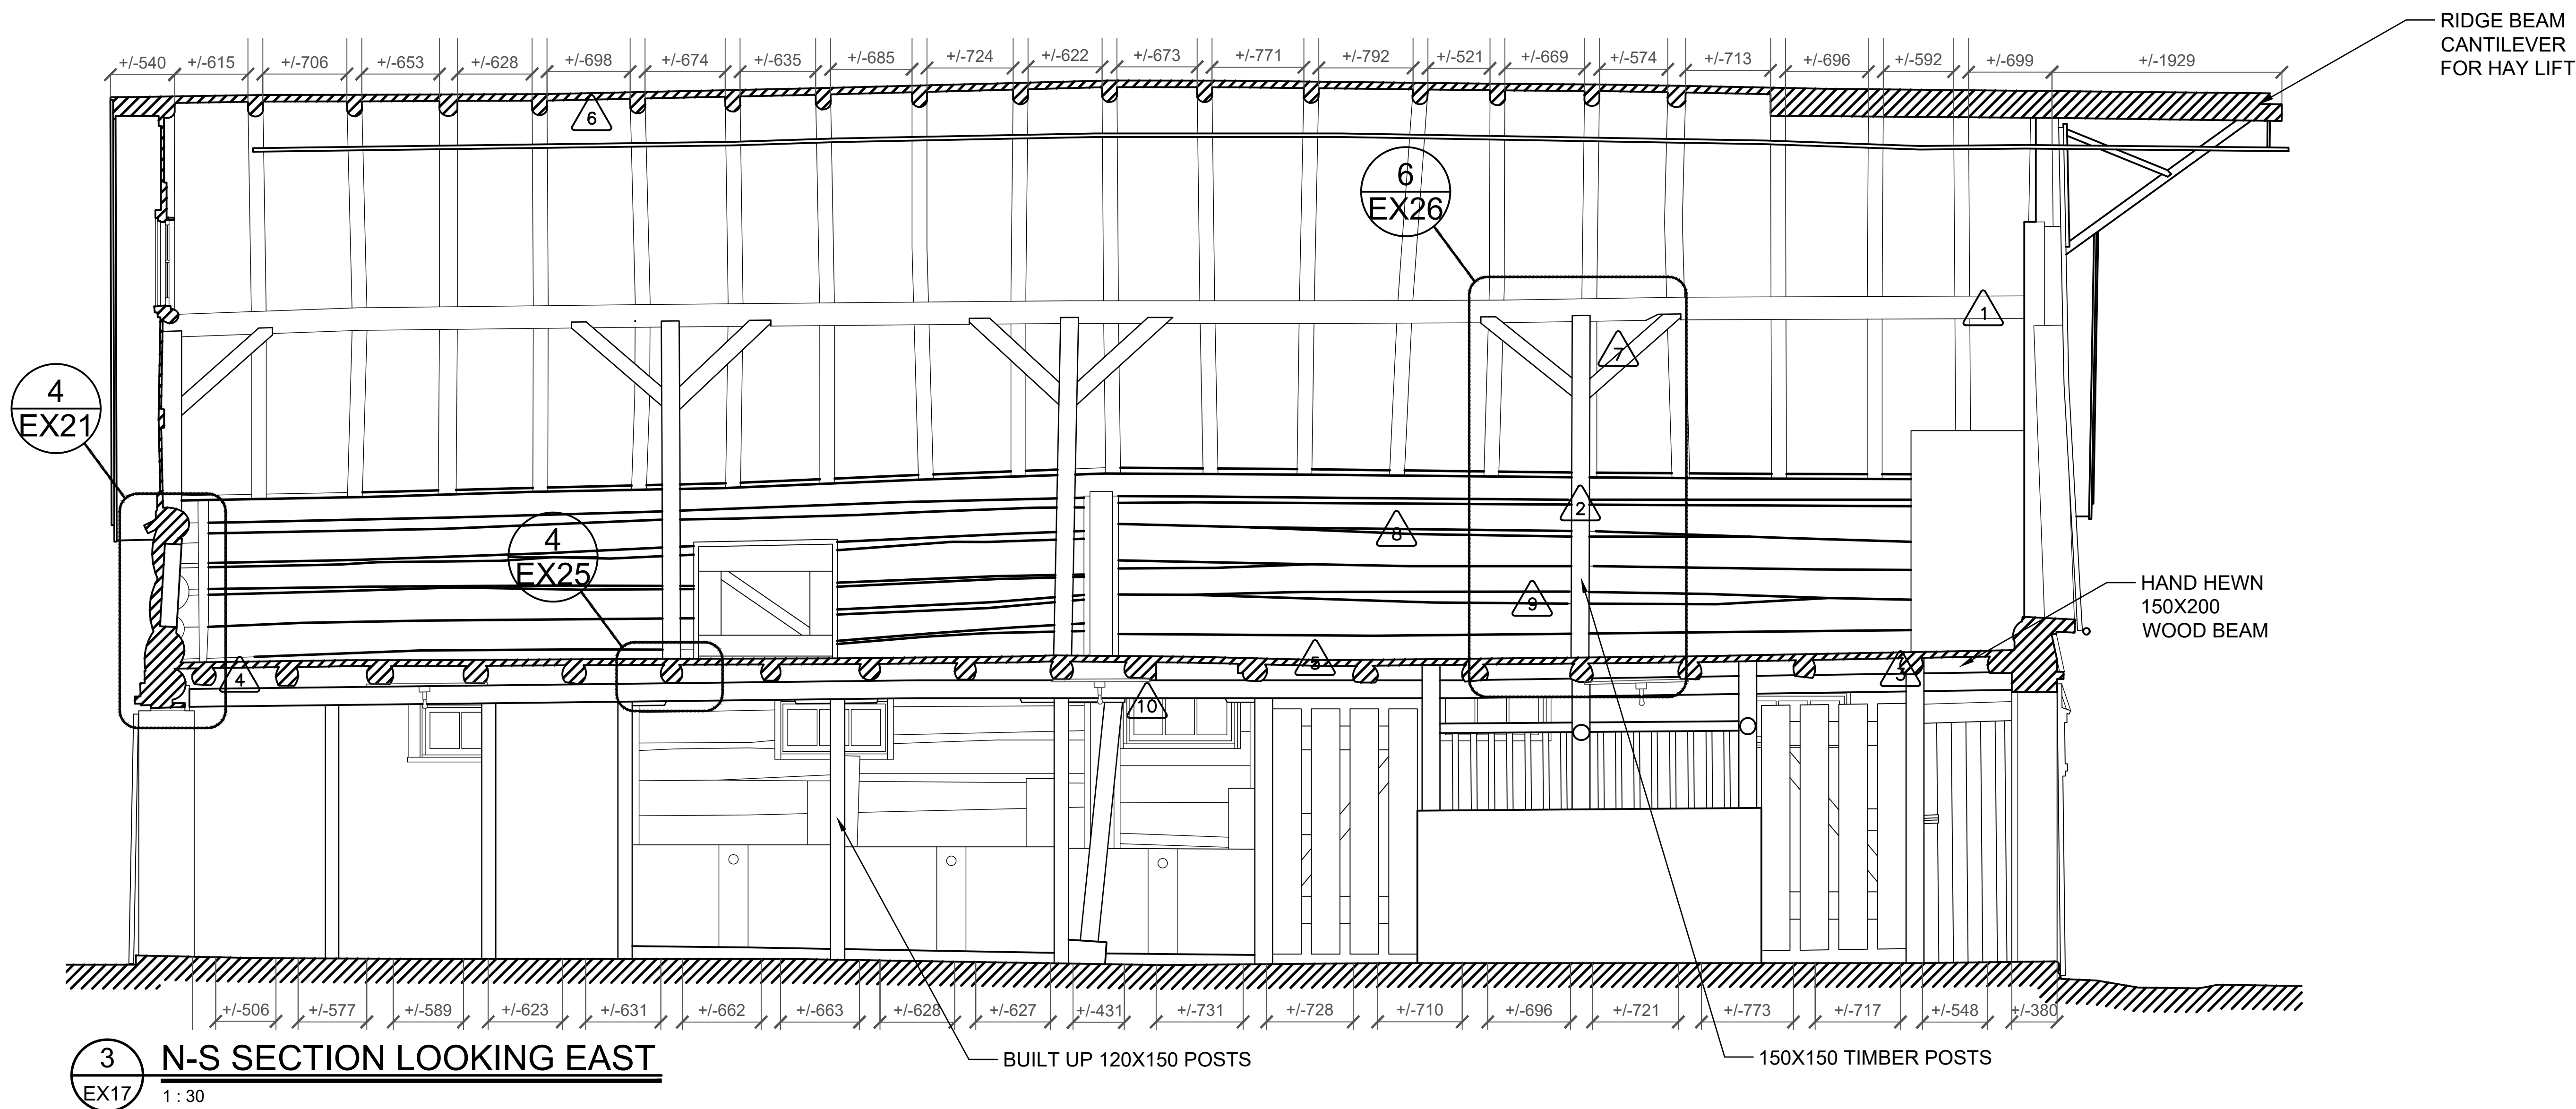 RIDGE BEAM
CANTILEVER
FOR HAY LIFT
+/-540 +/-615 +/-706 +/-653 +/-628 +/-698 +/-674 +/-635 +/-685 +/-724 +/-622 +/-673 +/-771 +/-792 +/-521 +/-669 +/-574 +/-713 +/-696 +/-592 +/-699 +/-1929
6
6
EX26
1
7
4
EX21
2
8
4
EX25
9
HAND HEWN
150X200
WOOD BEAM
4
5
3
10
+/-506 +/-577 +/-589 +/-623 +/-631 +/-662 +/-663 +/-628 +/-627 +/-431 +/-731 +/-728 +/-710 +/-696 +/-721 +/-773 +/-717 +/-548 +/-380
BUILT UP 120X150 POSTS
150X150 TIMBER POSTS
3
EX17
N-S SECTION LOOKING EAST
1 : 30